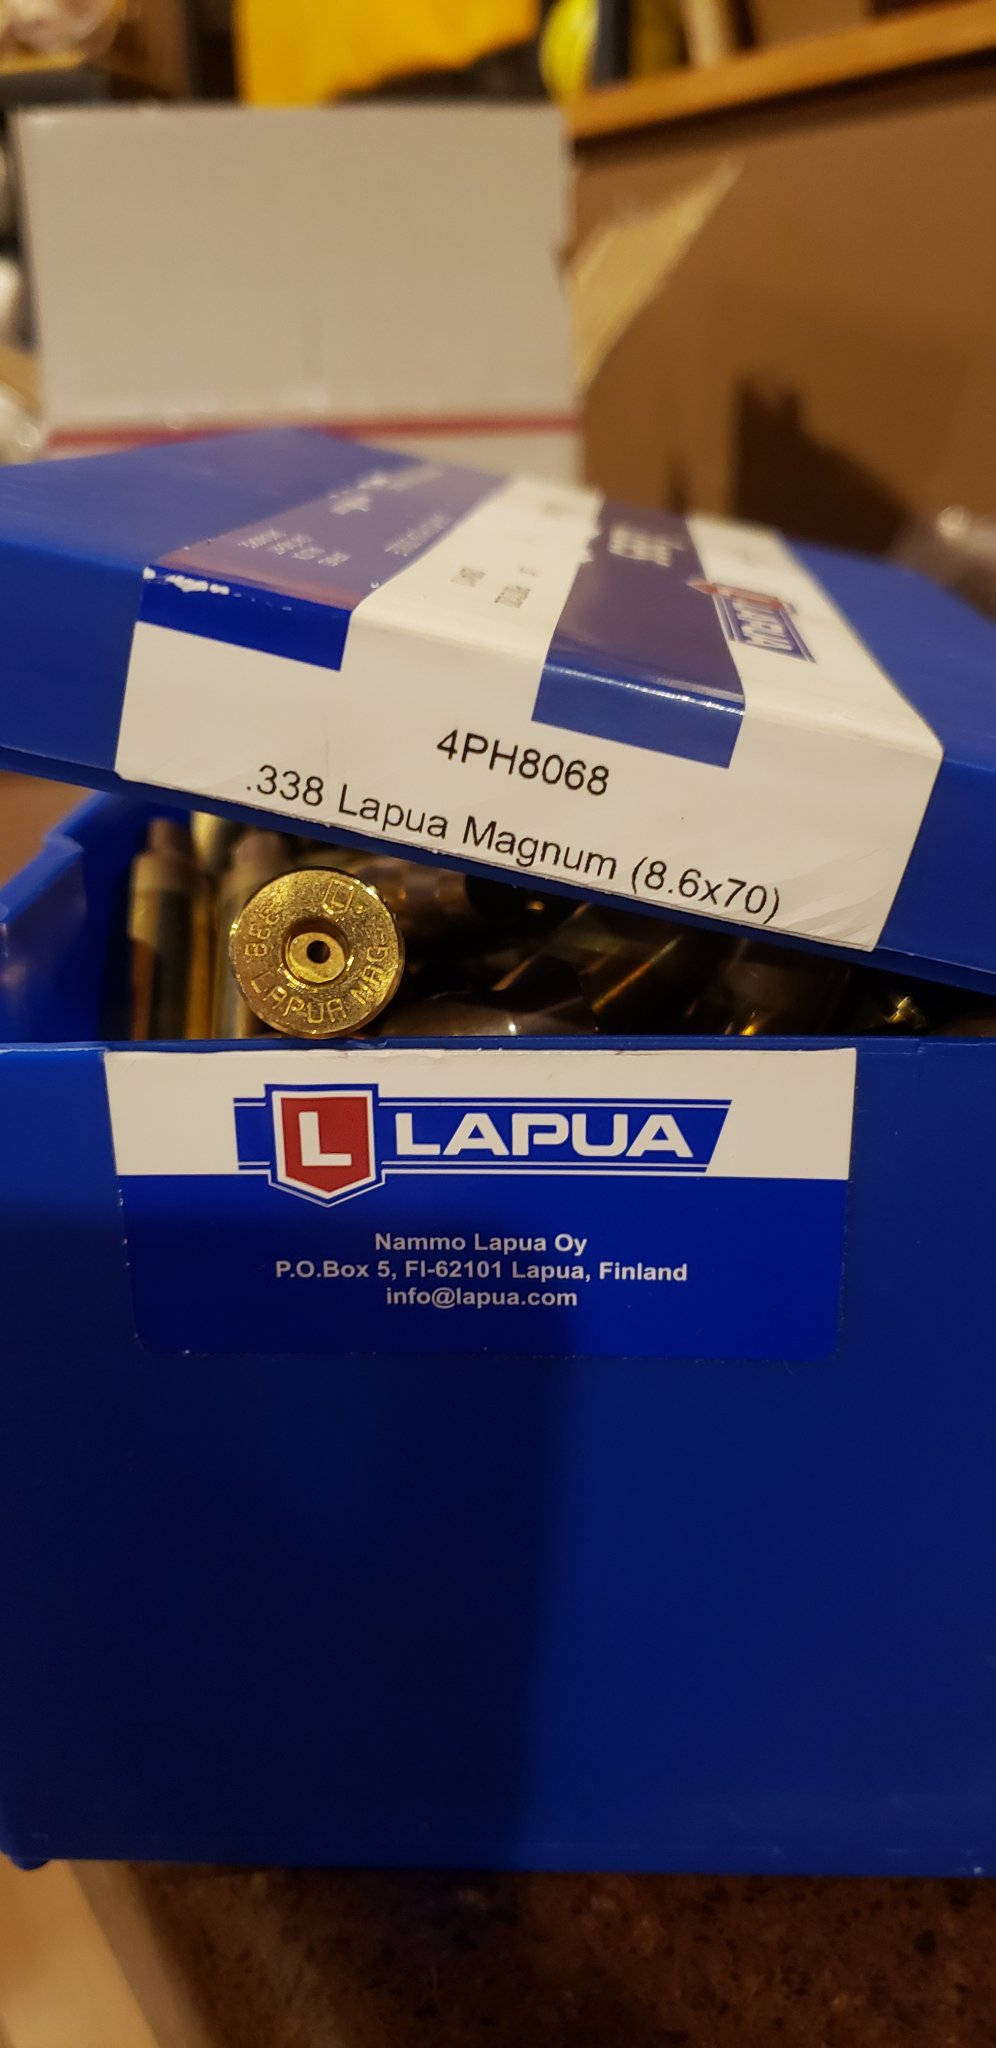 LAPUA
4PH8068
.338 Lapua Magnum (8.6x70)
338
LAPUA MAG
L LAPUA
Nammo Lapua Oy
P.O.Box 5, FI-62101 Lapua, Finland
info@lapua.com